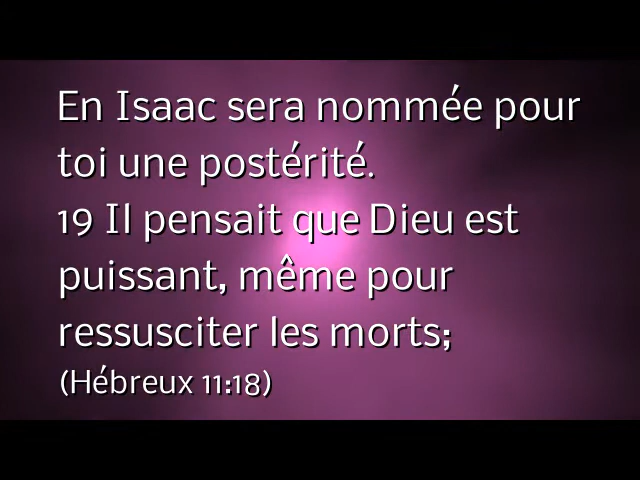 En Isaac sera nommée pour
toi une postérité.
19 Il pensait que Dieu est
puissant, même pour
ressusciter les morts;
(Hébreux 11:18)